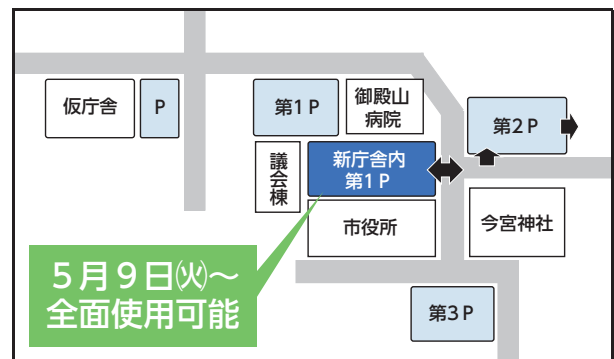 仮庁舎
P
第1P
御殿山
病院
第2P
議会棟
新庁舎内
第1P
市役所
今宮神社
5月9日㈫~
全面使用可能
第3P